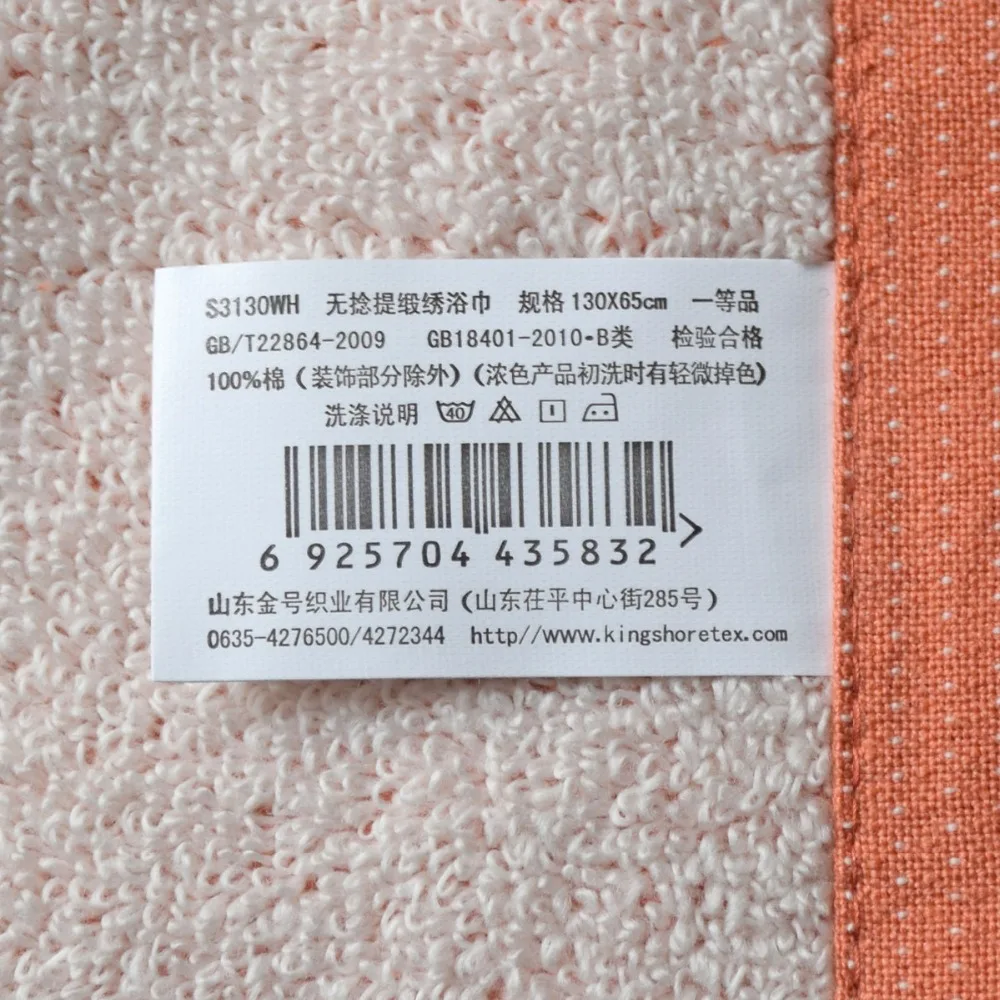 S3130WH 无捻提缎绣浴巾 规格 130X65cm 一等品
GB/T22864-2009 GB18401-2010·B类 检验合格
100%棉（装饰部分除外）（浓色产品初洗时有轻微掉色）
洗涤说明 40
6 925704 435832 >
山东金号织业有限公司（山东茌平中心街285号）
0635-4276500/4272344 http//www.kingshoretex.com